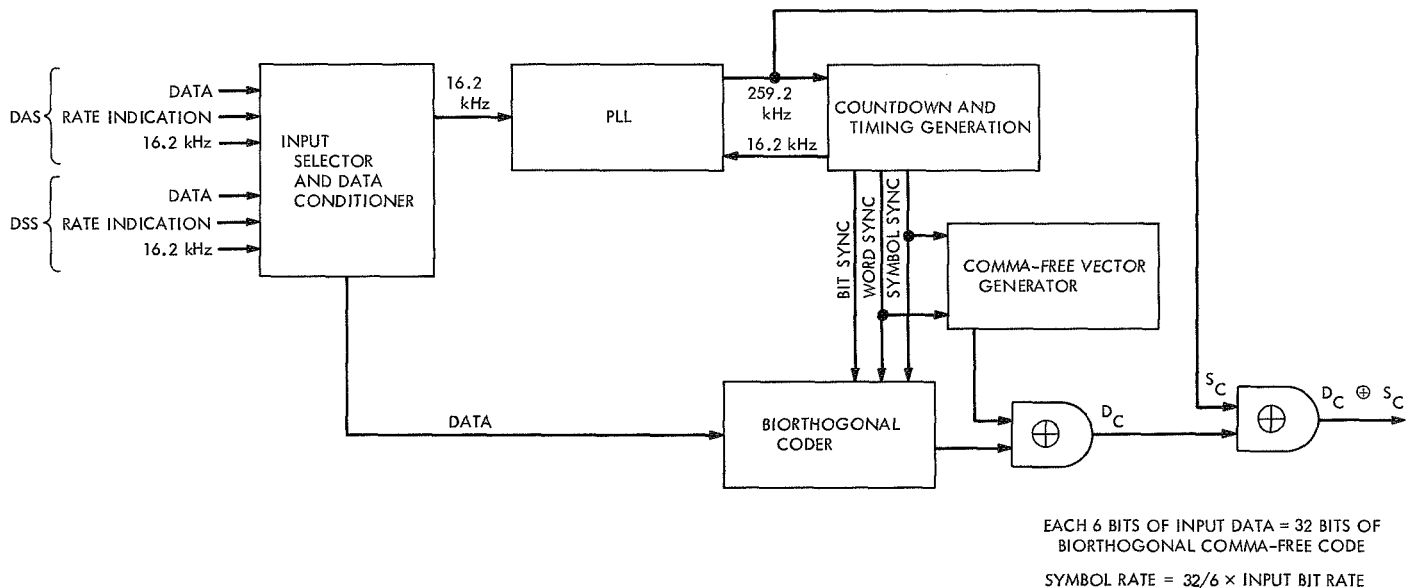 DAS
DATA
RATE INDICATION
16.2 kHz
DSS
DATA
RATE INDICATION
16.2 kHz
INPUT
SELECTOR
AND DATA
CONDITIONER
16.2
kHz
PLL
259.2
kHz
16.2 kHz
COUNTDOWN AND
TIMING GENERATION
BIT SYNC
WORD SYNC
SYMBOL SYNC
COMMA-FREE VECTOR
GENERATOR
DATA
BIORTHOGONAL
CODER
⊕
D_C
S_C
⊕
D_C ⊕ S_C
EACH 6 BITS OF INPUT DATA = 32 BITS OF
BIORTHOGONAL COMMA-FREE CODE
SYMBOL RATE = 32/6 × INPUT BJT RATE